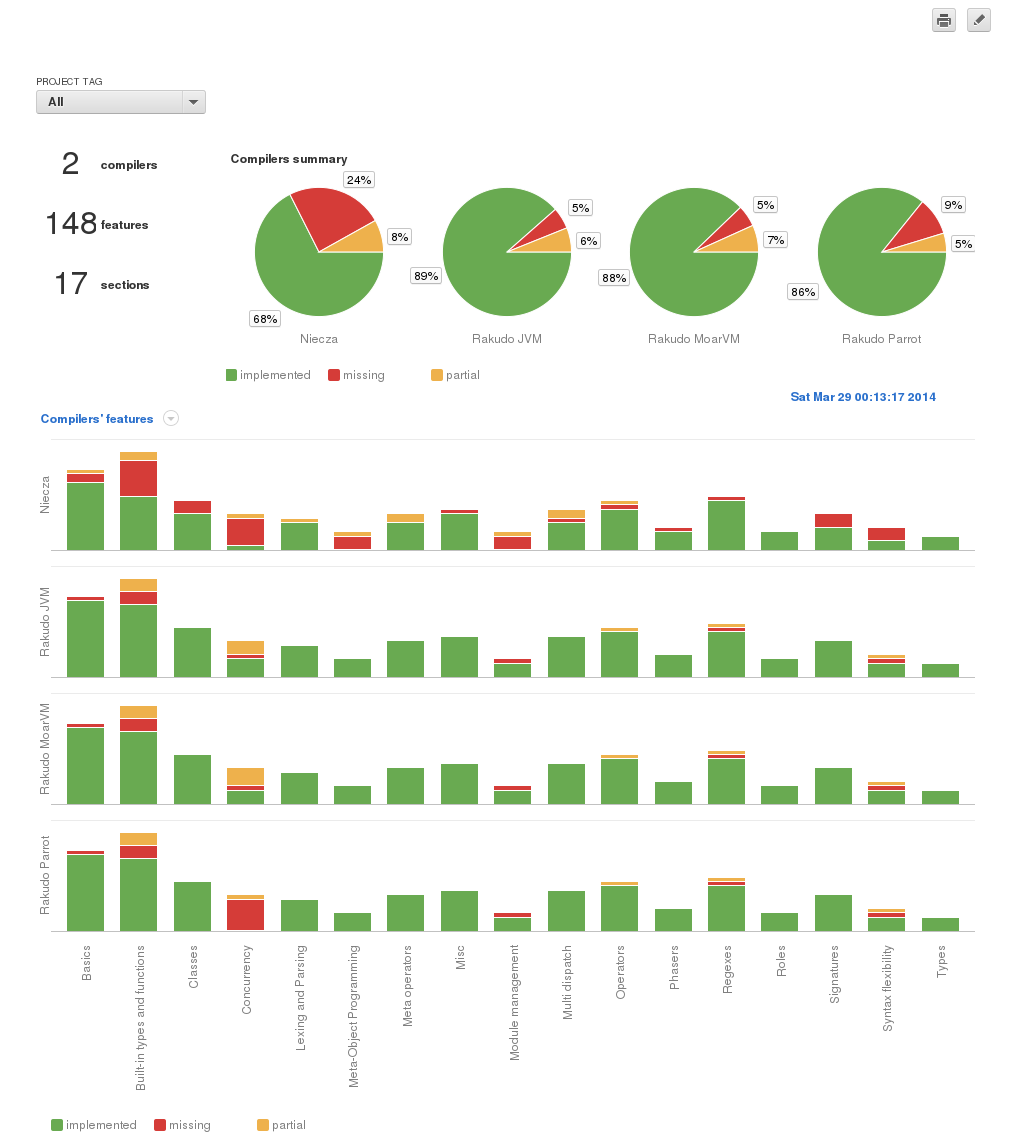 PROJECT TAG
All
2 compilers
148 features
17 sections
Compilers summary
24%
8%
68%
Niecza
5%
6%
89%
Rakudo JVM
5%
7%
88%
Rakudo MoarVM
9%
5%
86%
Rakudo Parrot
implemented missing partial
Sat Mar 29 00:13:17 2014
Compilers' features
Niecza
Rakudo JVM
Rakudo MoarVM
Rakudo Parrot
Basics
Built-in types and functions
Classes
Concurrency
Lexing and Parsing
Meta-Object Programming
Meta operators
Misc
Module management
Multi dispatch
Operators
Phasers
Regexes
Roles
Signatures
Syntax flexibility
Types
implemented missing partial